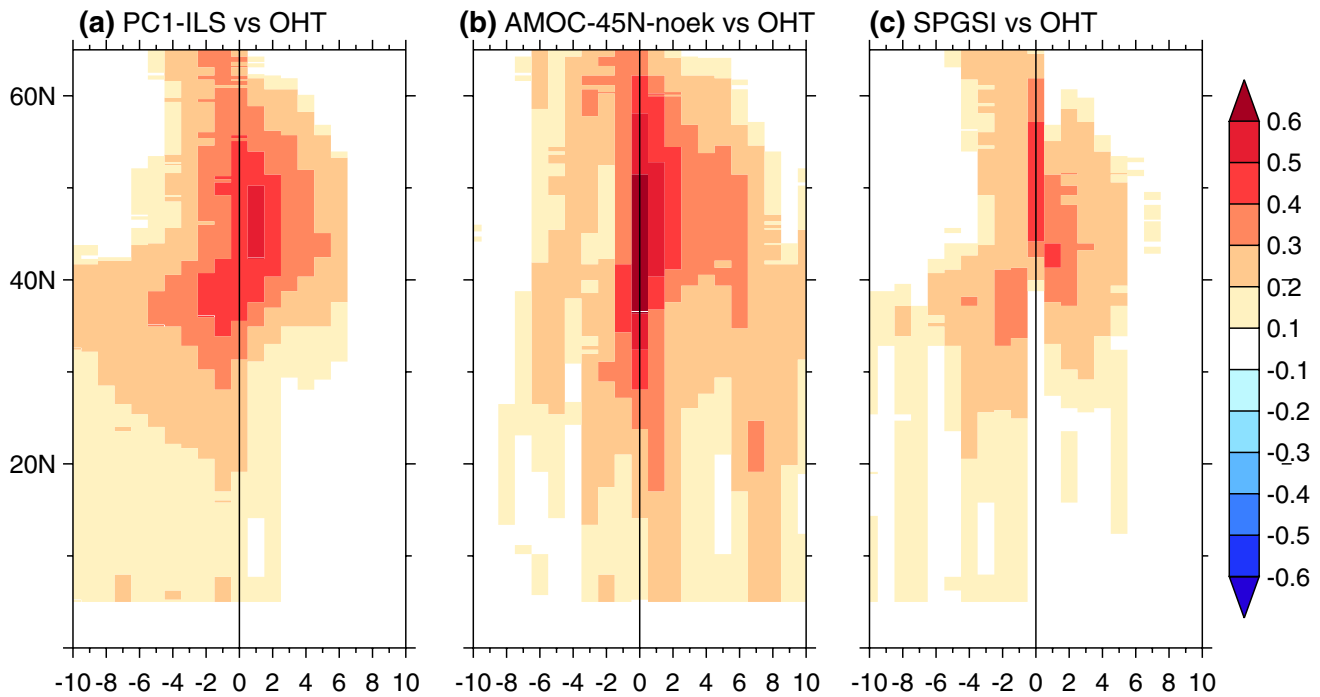 (a) PC1-ILS vs OHT
(b) AMOC-45N-noek vs OHT
(c) SPGSI vs OHT
60N
40N
20N
-10 -8 -6 -4 -2 0 2 4 6 8 10
-10 -8 -6 -4 -2 0 2 4 6 8 10
-10 -8 -6 -4 -2 0 2 4 6 8 10
0.6
0.5
0.4
0.3
0.2
0.1
-0.1
-0.2
-0.3
-0.4
-0.5
-0.6